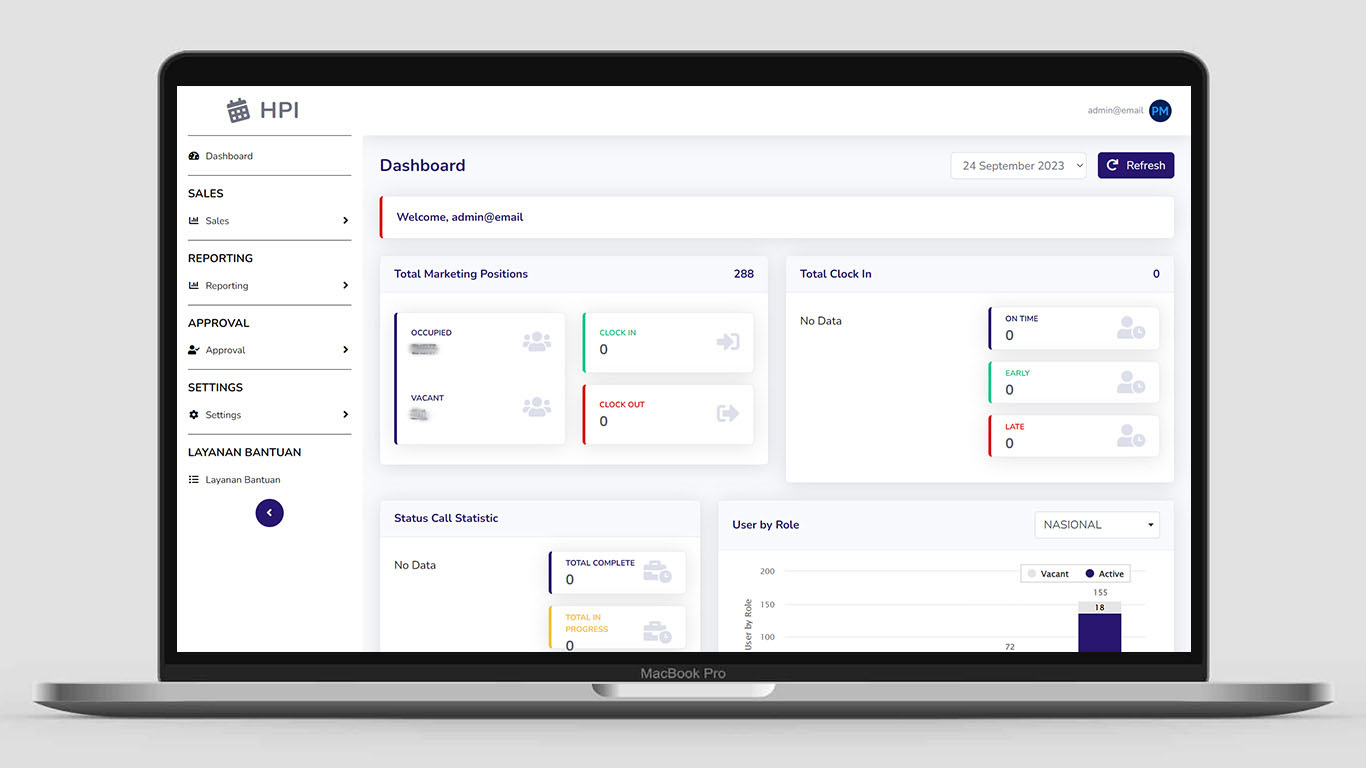 HPI
admin@email
PM
Dashboard
SALES
Sales
REPORTING
Reporting
APPROVAL
Approval
SETTINGS
Settings
LAYANAN BANTUAN
Layanan Bantuan
Dashboard
24 September 2023
Refresh
Welcome, admin@email
Total Marketing Positions 288
OCCUPIED
VACANT
CLOCK IN
0
CLOCK OUT
0
Total Clock In 0
No Data
ON TIME
0
EARLY
0
LATE
0
Status Call Statistic
No Data
TOTAL COMPLETE
0
TOTAL IN
PROGRESS
0
User by Role
NASIONAL
Vacant Active
200
150
100
User by Role
155
18
72
MacBook Pro